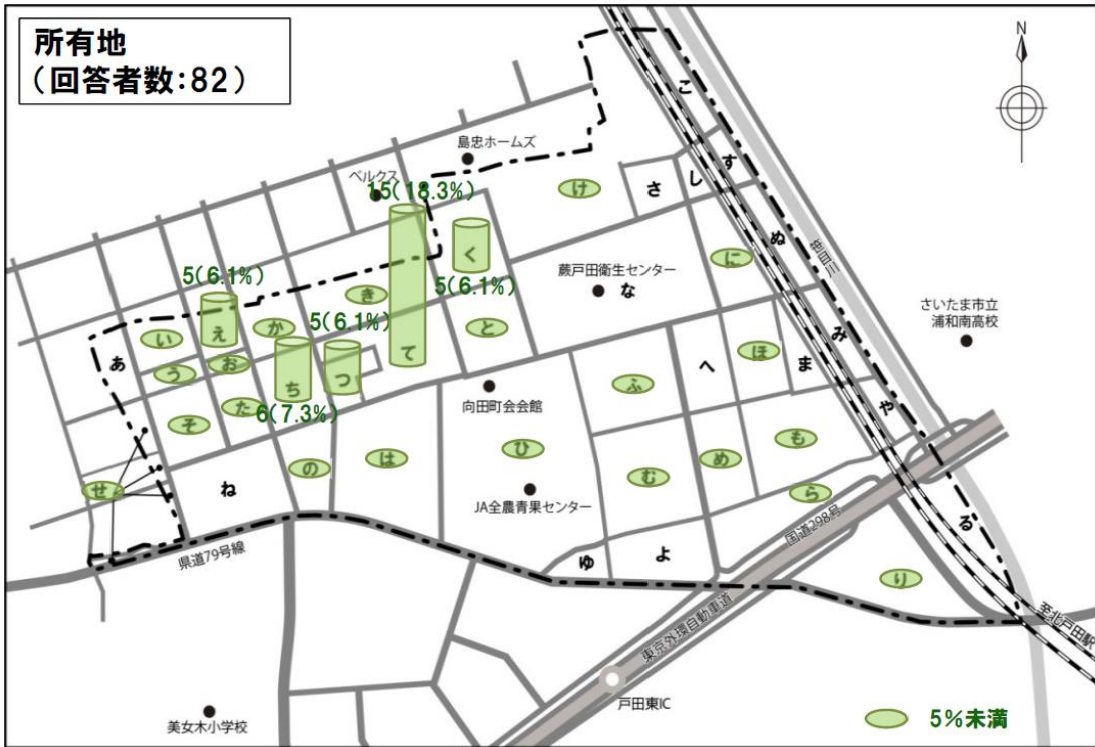 所有地
（回答者数:82）
N
島忠ホームズ
ベルクス
15(18.3%)
こ
す
し
さ
け
ぬ
笹目川
に
く
5(6.1%)
蕨戸田衛生センター
な
さいたま市立
浦和南高校
5(6.1%)
き
え
か
5(6.1%)
と
て
み
ほ
ま
へ
や
あ
い
う
お
ち
つ
ふ
向田町会会館
た
6(7.3%)
そ
も
め
の
は
ひ
む
せ
ね
JA全農青果センター
ら
国道298号
る
県道79号線
ゆ
よ
り
東京外環自動車道
至北戸田駅
戸田東IC
美女木小学校
5％未満